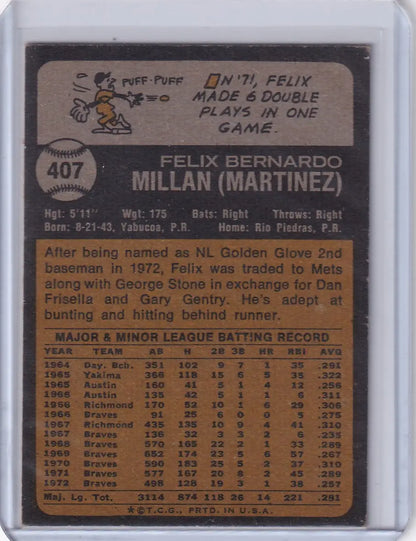 PUFF-PUFF
IN '71, FELIX
MADE 6 DOUBLE
PLAYS IN ONE
GAME.
407
FELIX BERNARDO
MILLAN (MARTINEZ)
Hgt: 5'11" Wgt: 175 Bats: Right Throws: Right
Born: 8-21-43, Yabucoa, P.R. Home: Rio Piedras, P.R.
After being named as NL Golden Glove 2nd
baseman in 1972, Felix was traded to Mets
along with George Stone in exchange for Dan
Frisella and Gary Gentry. He's adept at
bunting and hitting behind runner.
MAJOR & MINOR LEAGUE BATTING RECORD
YEAR TEAM AB H 2B 3B HR RBI AVG
1964 Day. Bch. 351 102 9 7 1 35 .291
1965 Yakima 366 118 15 6 5 35 .322
1965 Austin 160 41 5 1 4 12 .256
1966 Austin 135 42 5 1 1 6 .311
1966 Richmond 170 52 10 1 6 29 .306
1966 Braves 91 25 6 0 0 5 .275
1967 Richmond 435 135 9 4 41 .310
1967 Braves 136 32 3 3 2 6 .235
1968 Braves 570 165 22 2 1 33 .289
1969 Braves 652 174 23 5 6 57 .267
1970 Braves 590 183 25 5 2 37 .310
1971 Braves 577 167 20 8 2 45 .289
1972 Braves 498 128 19 3 1 38 .257
Maj. Lg. Tot. 3114 874 118 26 14 221 .281
★©T.C.G., PRTD. IN U.S.A.